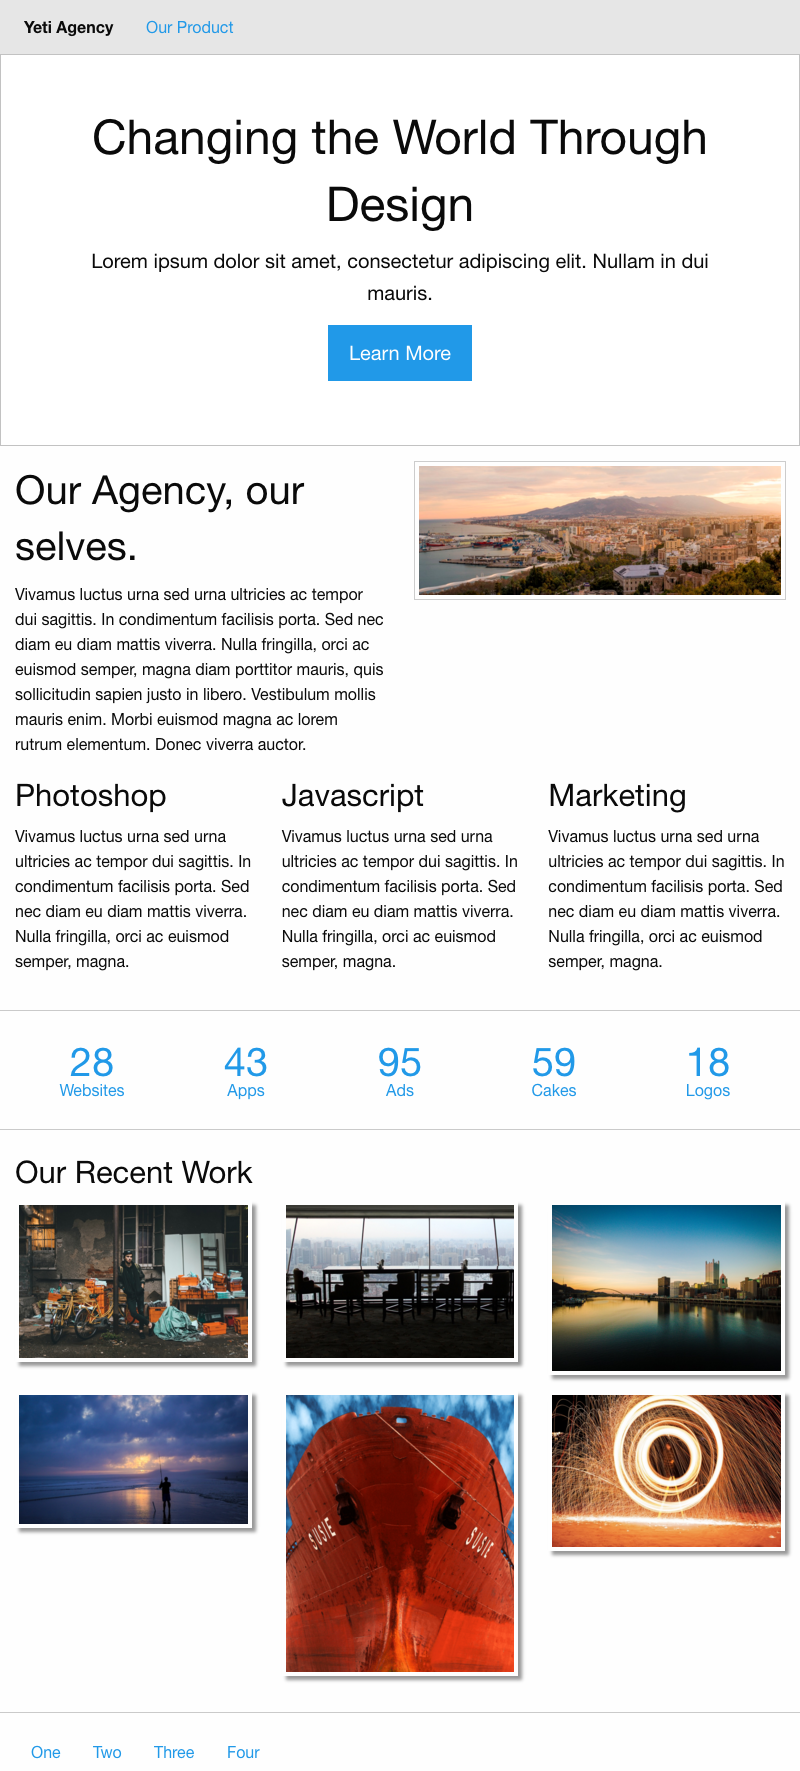 Yeti Agency Our Product
Changing the World Through
Design
Lorem ipsum dolor sit amet, consectetur adipiscing elit. Nullam in dui
mauris.
Learn More
Our Agency, our
selves.
Vivamus luctus urna sed urna ultricies ac tempor
dui sagittis. In condimentum facilisis porta. Sed nec
diam eu diam mattis viverra. Nulla fringilla, orci ac
euismod semper, magna diam porttitor mauris, quis
sollicitudin sapien justo in libero. Vestibulum mollis
mauris enim. Morbi euismod magna ac lorem
rutrum elementum. Donec viverra auctor.
Photoshop
Vivamus luctus urna sed urna
ultricies ac tempor dui sagittis. In
condimentum facilisis porta. Sed
nec diam eu diam mattis viverra.
Nulla fringilla, orci ac euismod
semper, magna.
Javascript
Vivamus luctus urna sed urna
ultricies ac tempor dui sagittis. In
condimentum facilisis porta. Sed
nec diam eu diam mattis viverra.
Nulla fringilla, orci ac euismod
semper, magna.
Marketing
Vivamus luctus urna sed urna
ultricies ac tempor dui sagittis. In
condimentum facilisis porta. Sed
nec diam eu diam mattis viverra.
Nulla fringilla, orci ac euismod
semper, magna.
28
Websites
43
Apps
95
Ads
59
Cakes
18
Logos
Our Recent Work
SUSIE
SUSIE
One Two Three Four